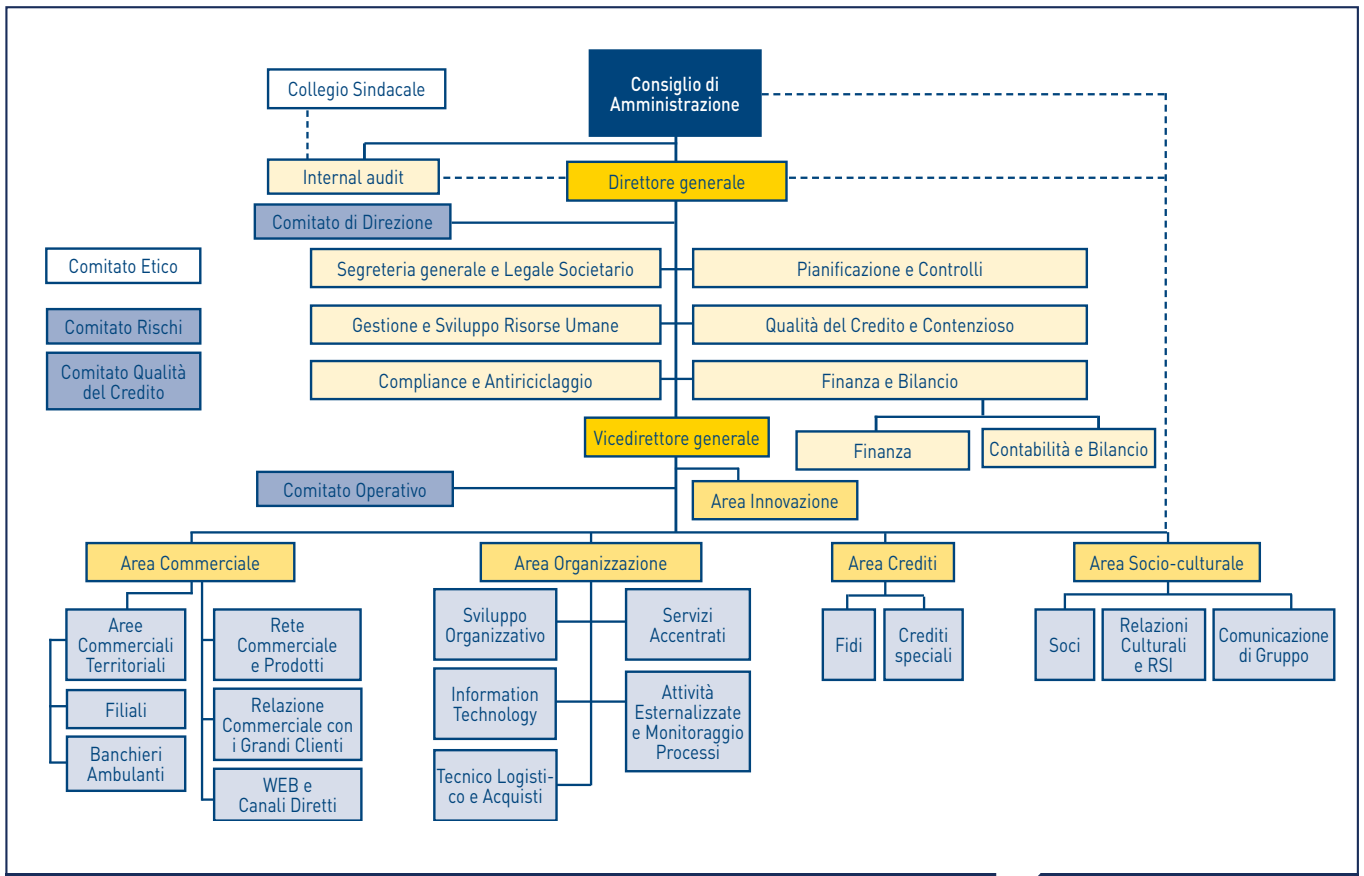 Consiglio di
Amministrazione
Collegio Sindacale
Internal audit
Direttore generale
Comitato di Direzione
Comitato Etico
Comitato Rischi
Comitato Qualità
del Credito
Segreteria generale e Legale Societario
Pianificazione e Controlli
Gestione e Sviluppo Risorse Umane
Qualità del Credito e Contenzioso
Compliance e Antiriciclaggio
Finanza e Bilancio
Vicedirettore generale
Finanza
Contabilità e Bilancio
Comitato Operativo
Area Innovazione
Area Commerciale
Area Organizzazione
Area Crediti
Area Socio-culturale
Aree
Commerciali
Territoriali
Filiali
Banchieri
Ambulanti
Rete
Commerciale
e Prodotti
Relazione
Commerciale con
i Grandi Clienti
WEB e
Canali Diretti
Sviluppo
Organizzativo
Information
Technology
Tecnico Logisti-
co e Acquisti
Servizi
Accentrati
Attività
Esternalizzate
e Monitoraggio
Processi
Fidi
Crediti
speciali
Soci
Relazioni
Culturali
e RSI
Comunicazione
di Gruppo